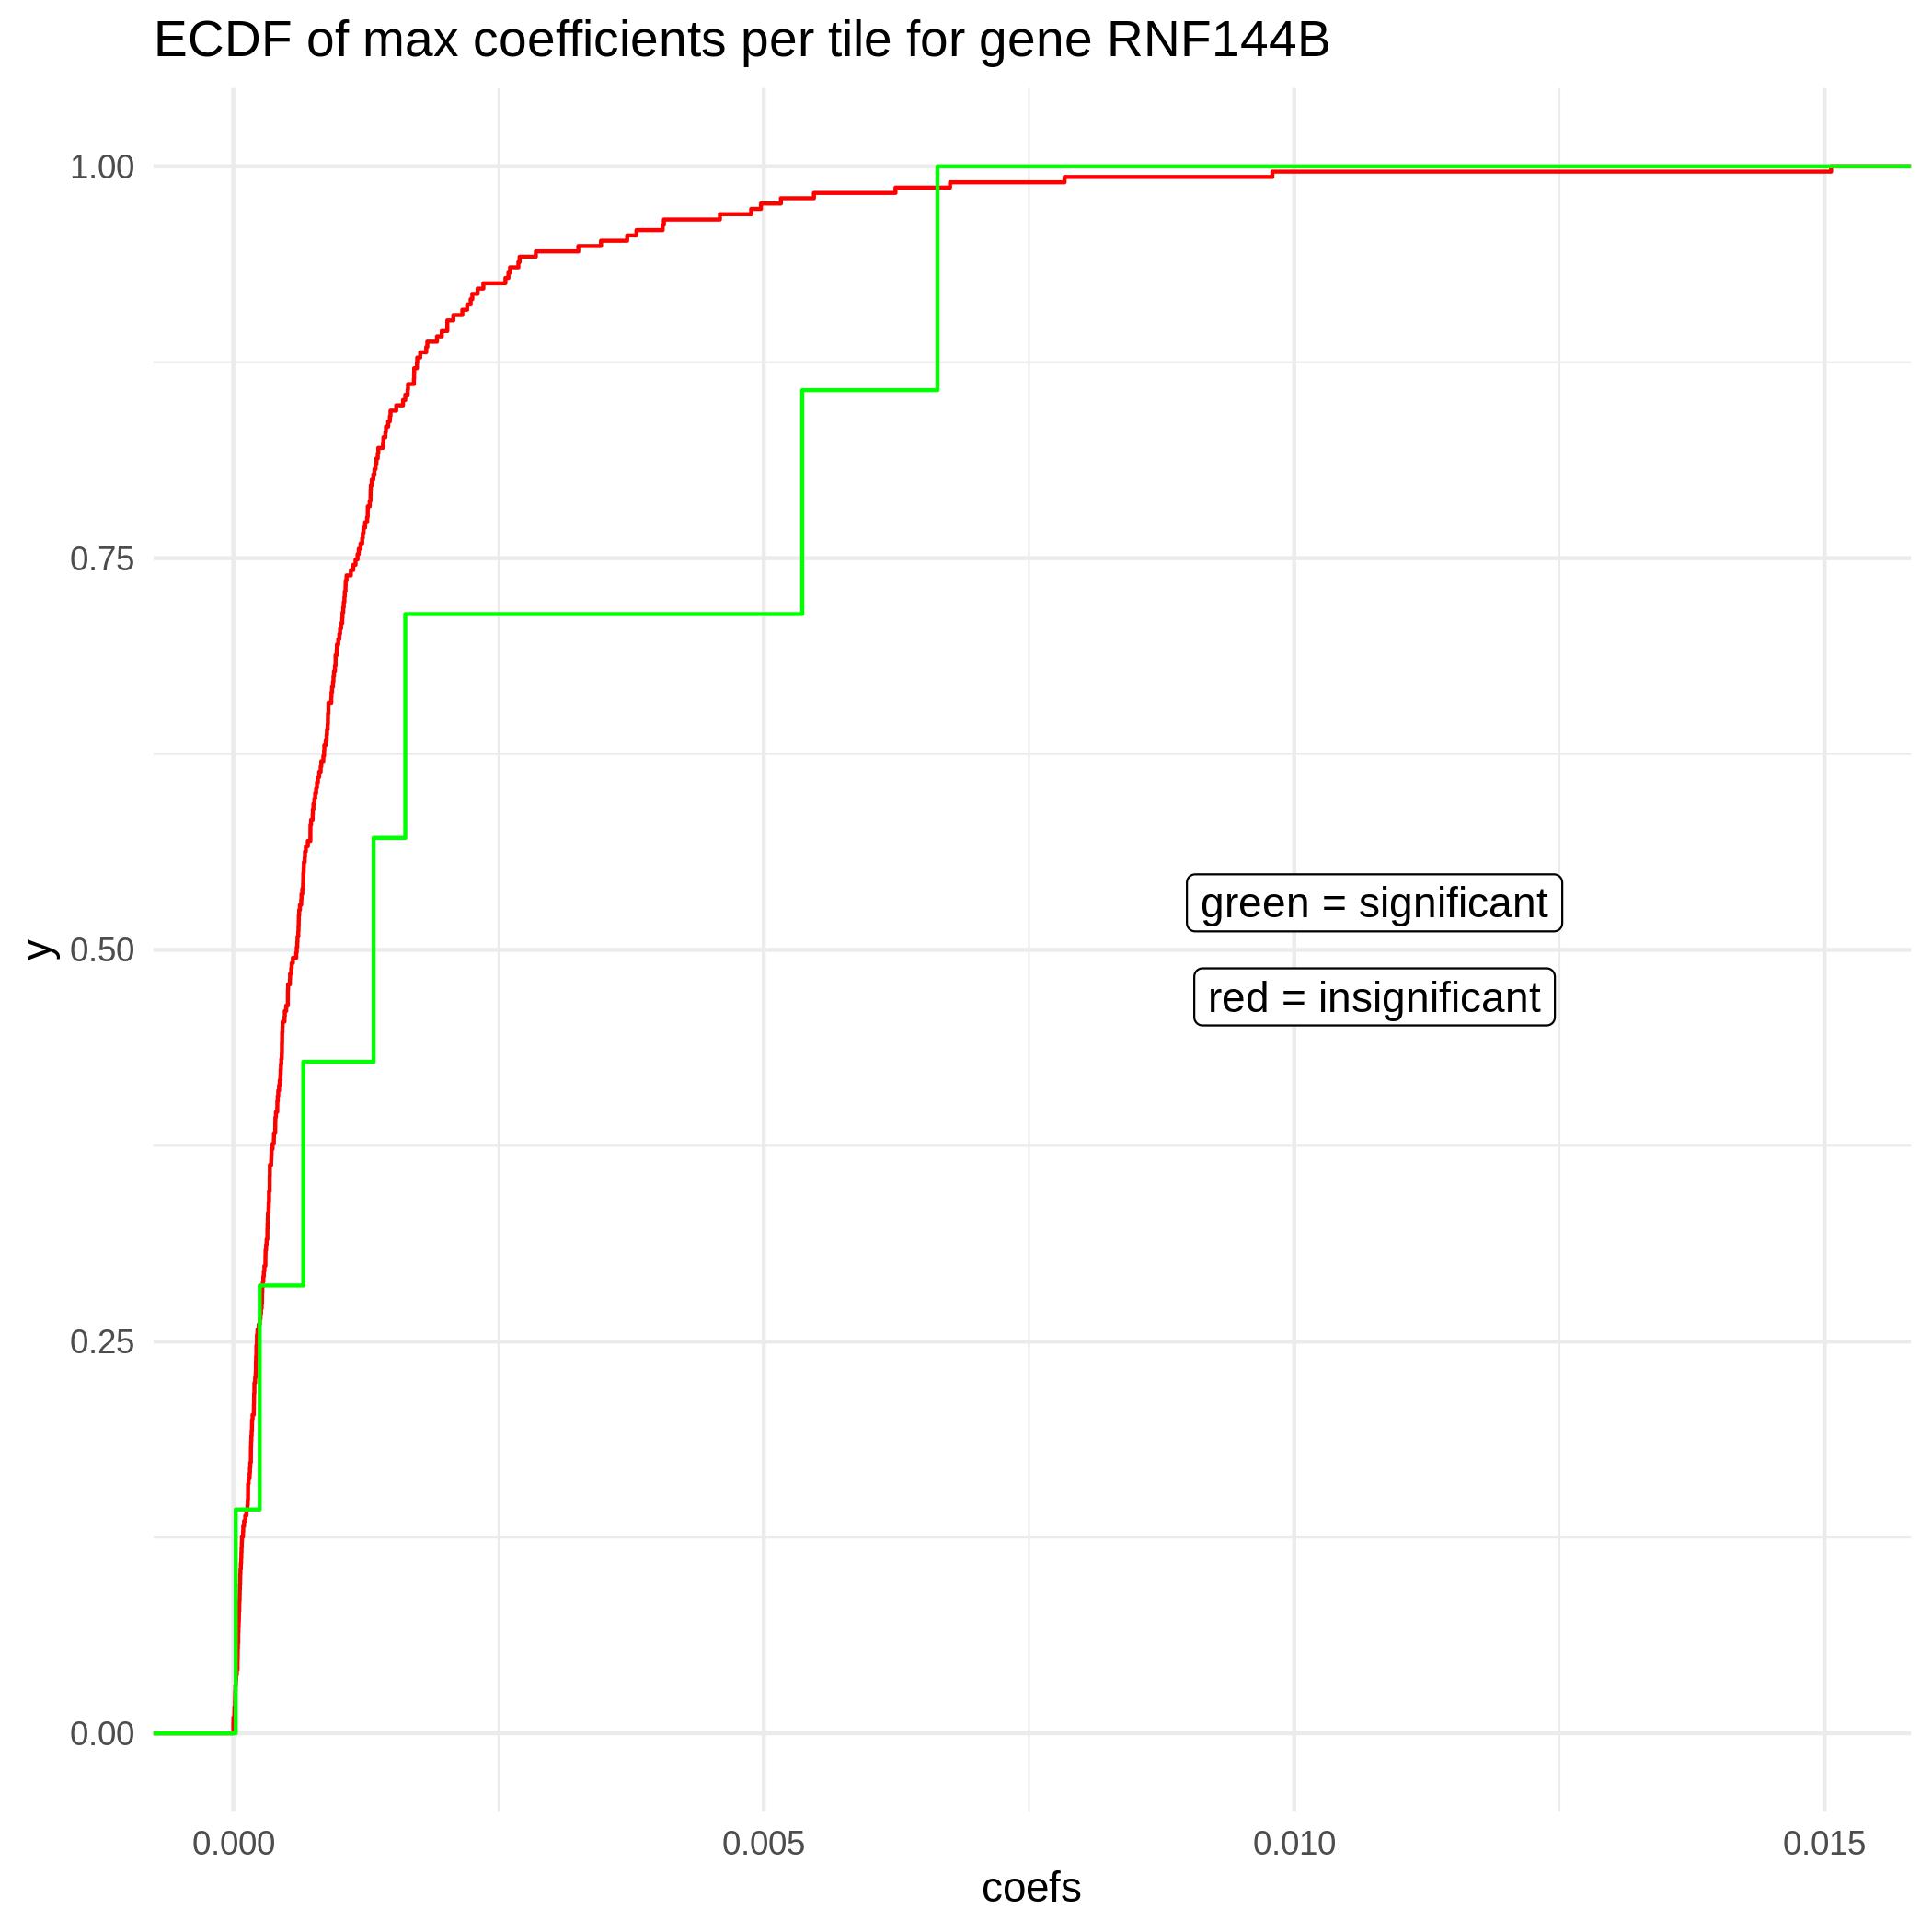 ECDF of max coefficients per tile for gene RNF144B
1.00
0.75
0.50
0.25
0.00
y
green = significant
red = insignificant
0.000 0.005 0.010 0.015
coefs